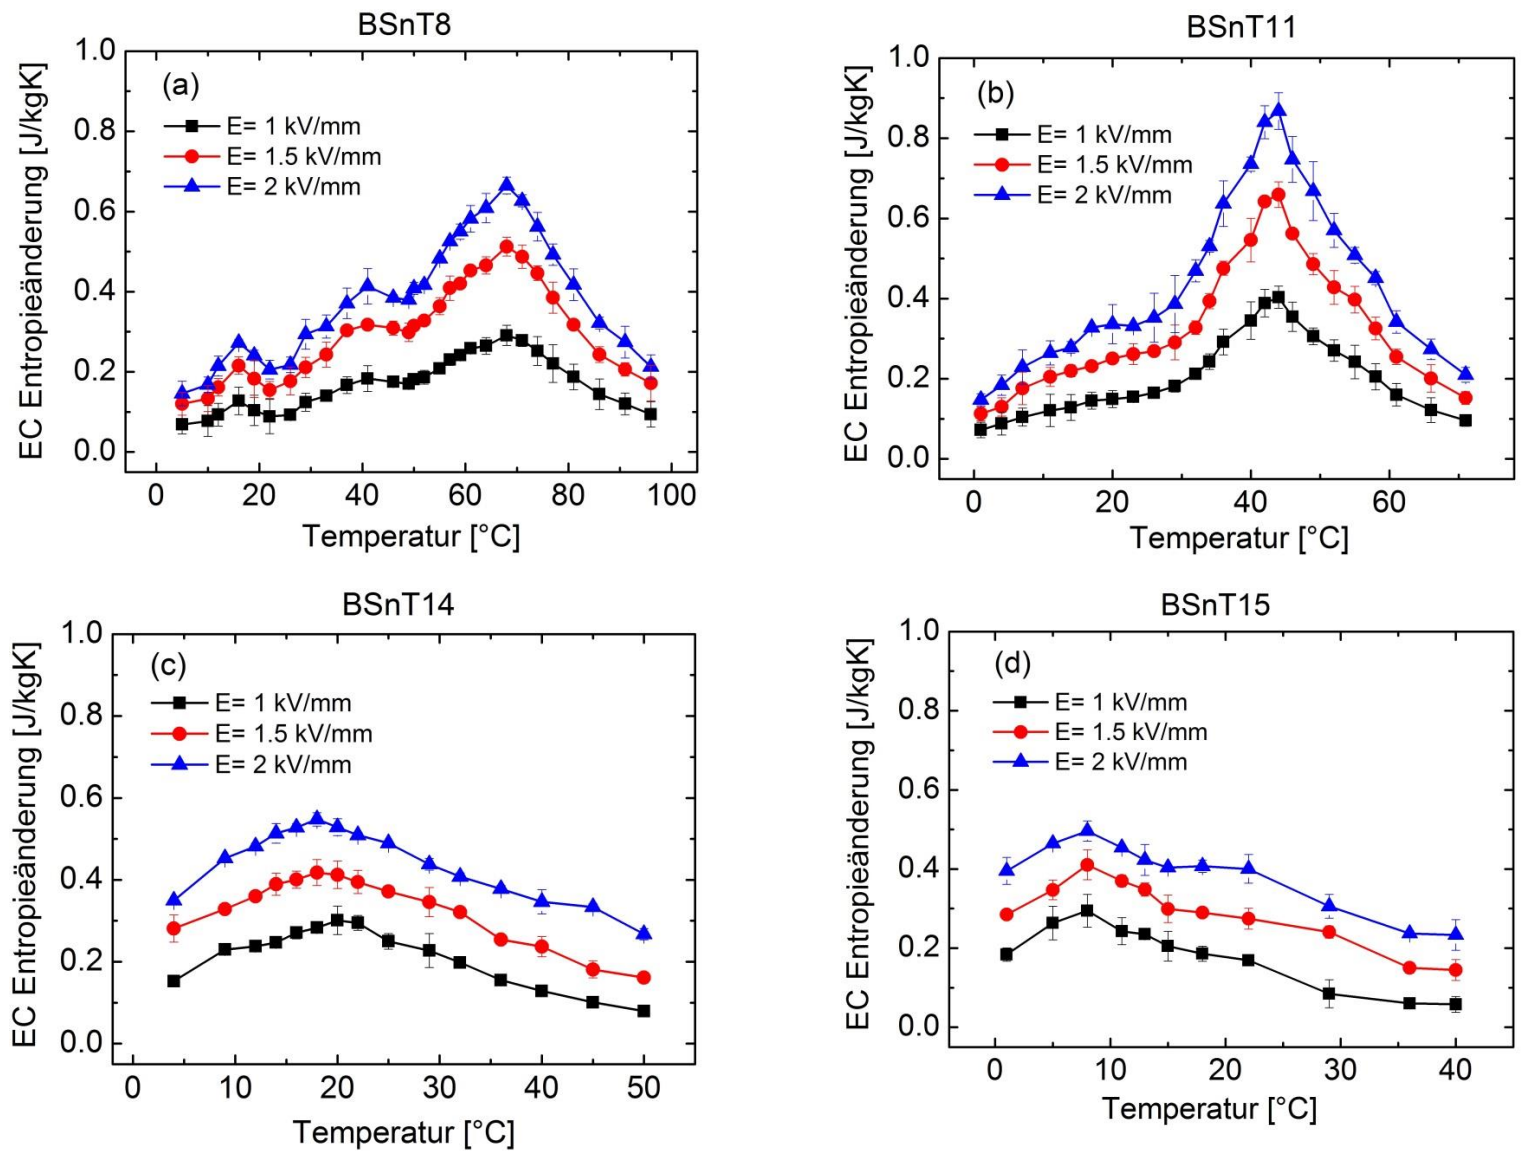 BSnT8
EC Entropieänderung [J/kgK]
1.0
0.8
0.6
0.4
0.2
0.0
(a)
E= 1 kV/mm
E= 1.5 kV/mm
E= 2 kV/mm
0 20 40 60 80 100
Temperatur [°C]
BSnT11
EC Entropieänderung [J/kgK]
1.0
0.8
0.6
0.4
0.2
0.0
(b)
E= 1 kV/mm
E= 1.5 kV/mm
E= 2 kV/mm
0 20 40 60
Temperatur [°C]
BSnT14
EC Entropieänderung [J/kgK]
1.0
0.8
0.6
0.4
0.2
0.0
(c)
E= 1 kV/mm
E= 1.5 kV/mm
E= 2 kV/mm
0 10 20 30 40 50
Temperatur [°C]
BSnT15
EC Entropieänderung [J/kgK]
1.0
0.8
0.6
0.4
0.2
0.0
(d)
E= 1 kV/mm
E= 1.5 kV/mm
E= 2 kV/mm
0 10 20 30 40
Temperatur [°C]